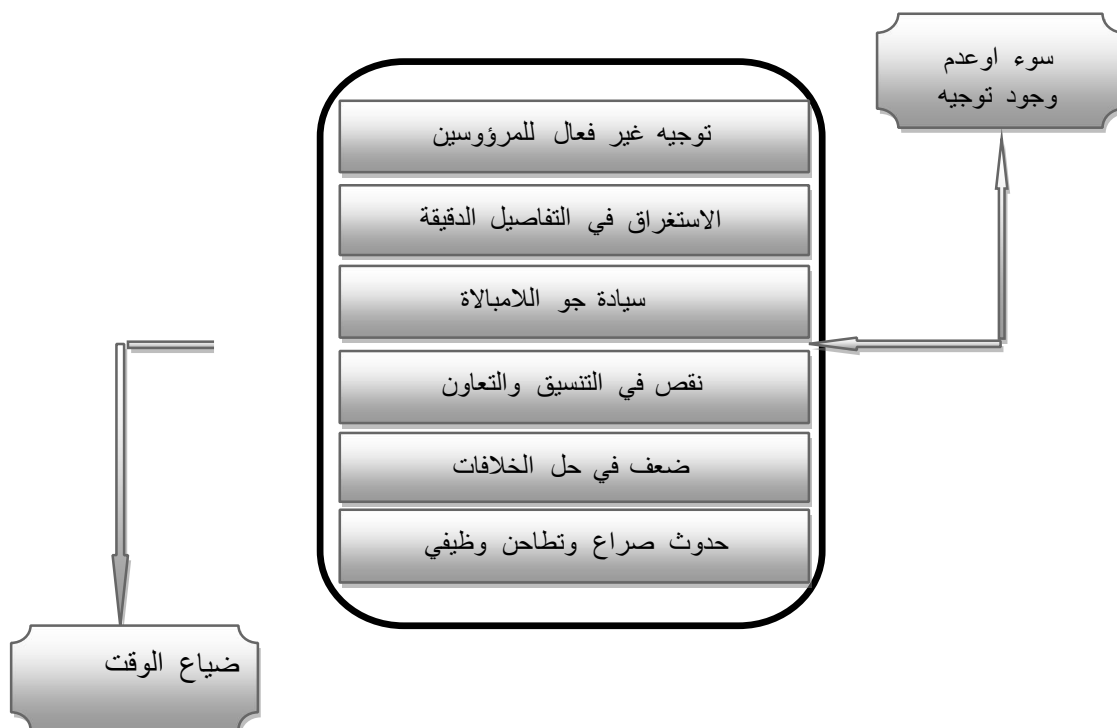 سوء اوعدم
وجود توجيه
توجيه غير فعال للمرؤوسين
الاستغراق في التفاصيل الدقيقة
سيادة جو اللامبالاة
نقص في التنسيق والتعاون
ضعف في حل الخلافات
حدوث صراع وتطاحن وظيفي
ضياع الوقت